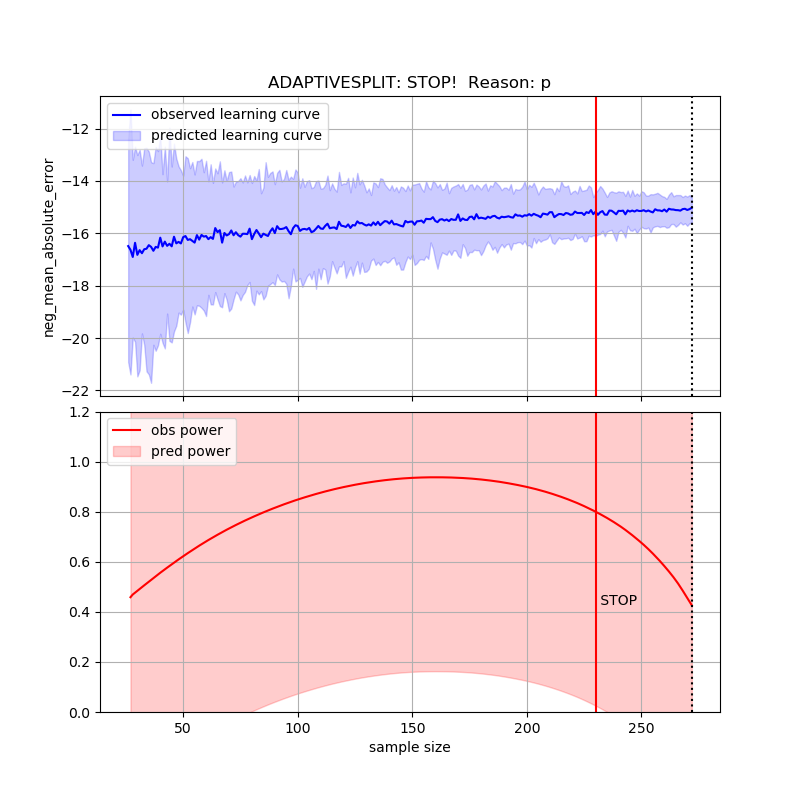 ADAPTIVESPLIT: STOP!  Reason: p
observed learning curve
predicted learning curve
neg_mean_absolute_error
−12
−14
−16
−18
−20
−22
obs power
pred power
1.2
1.0
0.8
0.6
0.4
0.2
0.0
STOP
50 100 150 200 250
sample size